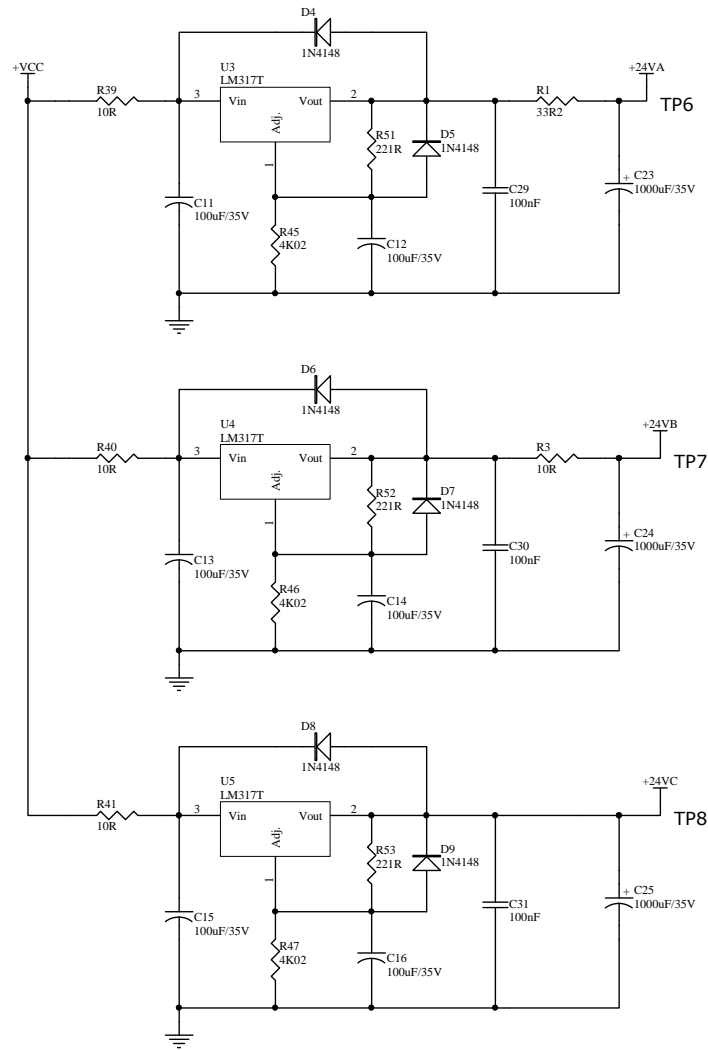 D4
1N4148
+VCC
U3
LM317T
+24VA
R39
10R
3
Vin
Vout
2
R1
33R2
TP6
Adj.
1
R51
221R
D5
1N4148
C11
100uF/35V
C29
100nF
+
C23
1000uF/35V
R45
4K02
C12
100uF/35V
D6
1N4148
U4
LM317T
+24VB
R40
10R
3
Vin
Vout
2
R3
10R
TP7
Adj.
1
R52
221R
D7
1N4148
C13
100uF/35V
C30
100nF
+
C24
1000uF/35V
R46
4K02
C14
100uF/35V
D8
1N4148
U5
LM317T
+24VC
R41
10R
3
Vin
Vout
2
TP8
Adj.
1
R53
221R
D9
1N4148
C15
100uF/35V
C31
100nF
+
C25
1000uF/35V
R47
4K02
C16
100uF/35V